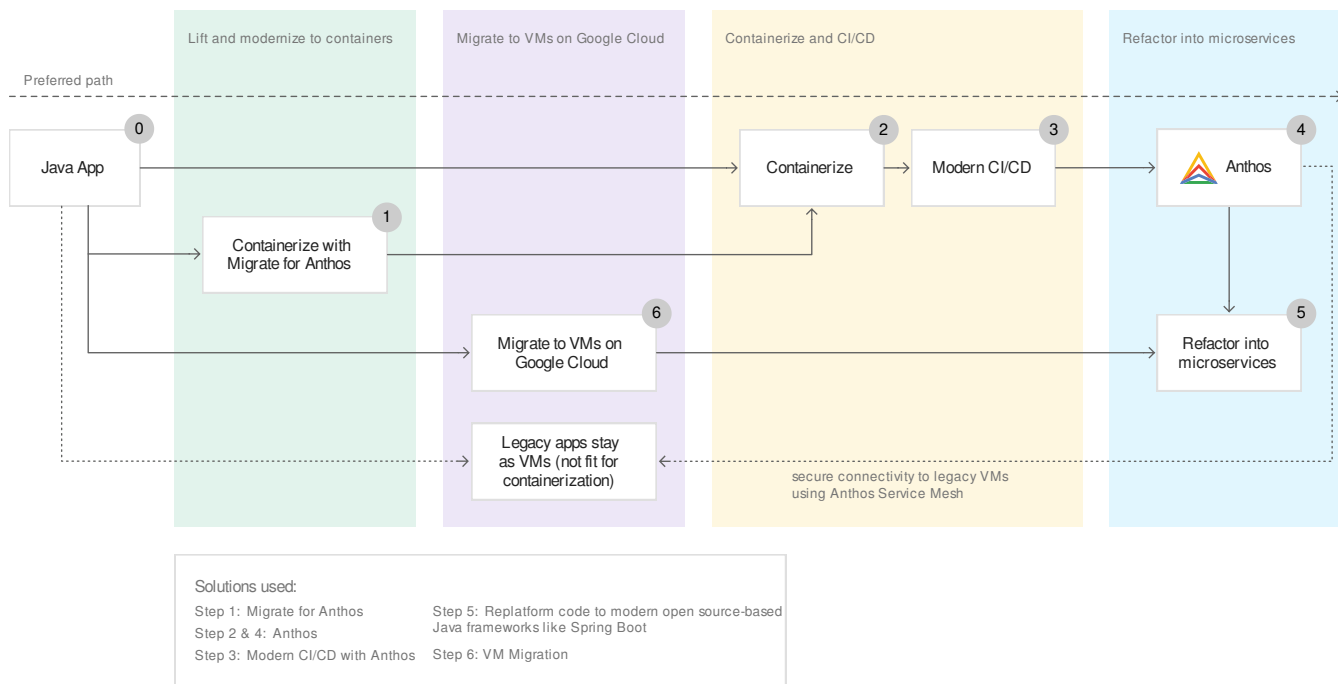 Lift and modernize to containers
Migrate to VMs on Google Cloud
Containerize and CI/CD
Refactor into microservices
Preferred path
0
Java App
2
Containerize
3
Modern CI/CD
4
Anthos
1
Containerize with
Migrate for Anthos
6
Migrate to VMs on
Google Cloud
5
Refactor into
microservices
Legacy apps stay
as VMs (not fit for
containerization)
secure connectivity to legacy VMs
using Anthos Service Mesh
Solutions used:
Step 1: Migrate for Anthos
Step 2 & 4: Anthos
Step 3: Modern CI/CD with Anthos
Step 5: Replatform code to modern open source-based
Java frameworks like Spring Boot
Step 6: VM Migration